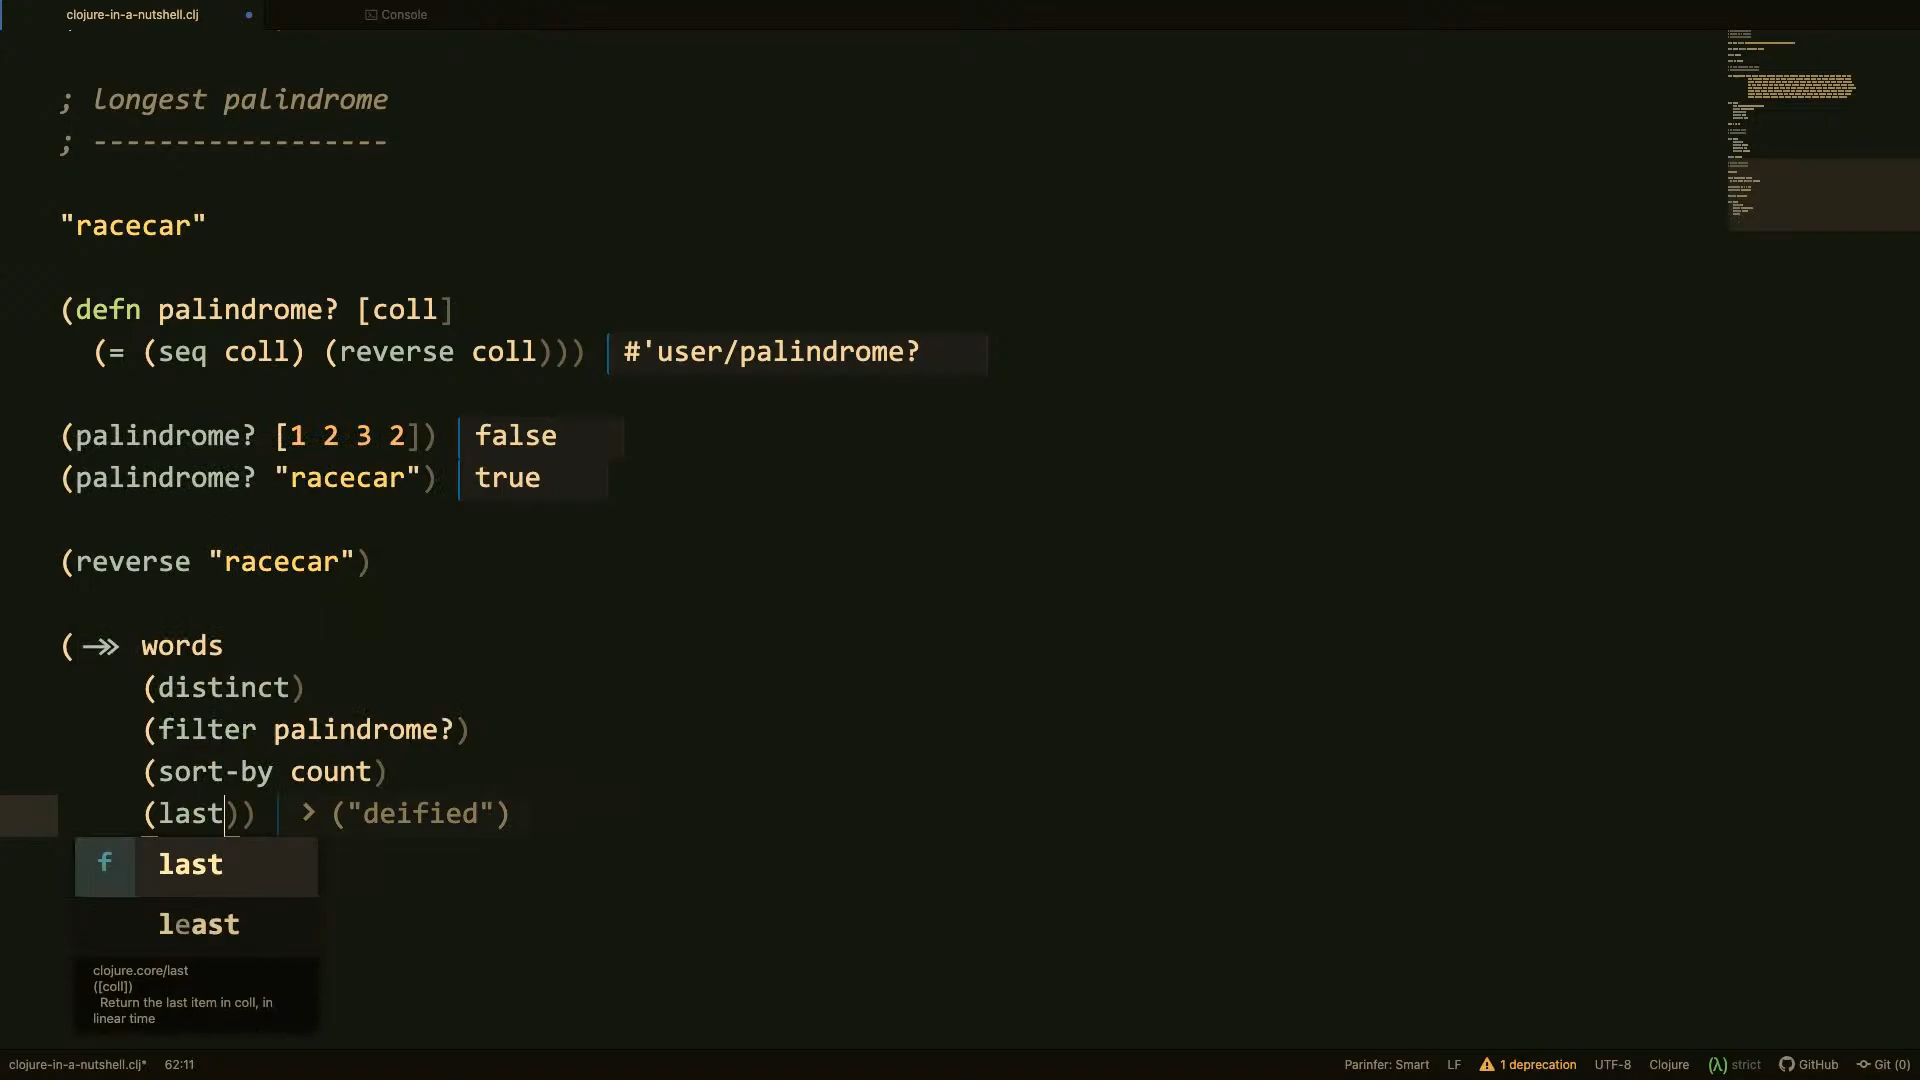 clojure-in-a-nutshell.clj
Console
; longest palindrome
; ------------------
"racecar"
(defn palindrome? [coll]
(= (seq coll) (reverse coll))) #'user/palindrome?
(palindrome? [1 2 3 2]) false
(palindrome? "racecar") true
(reverse "racecar")
(->> words
(distinct)
(filter palindrome?)
(sort-by count)
(last)) > ("deified")
f last
least
clojure.core/last
([coll])
Return the last item in coll, in
linear time
clojure-in-a-nutshell.clj* 62:11 Parinfer: Smart LF 1 deprecation UTF-8 Clojure (λ) strict GitHub Git (0)